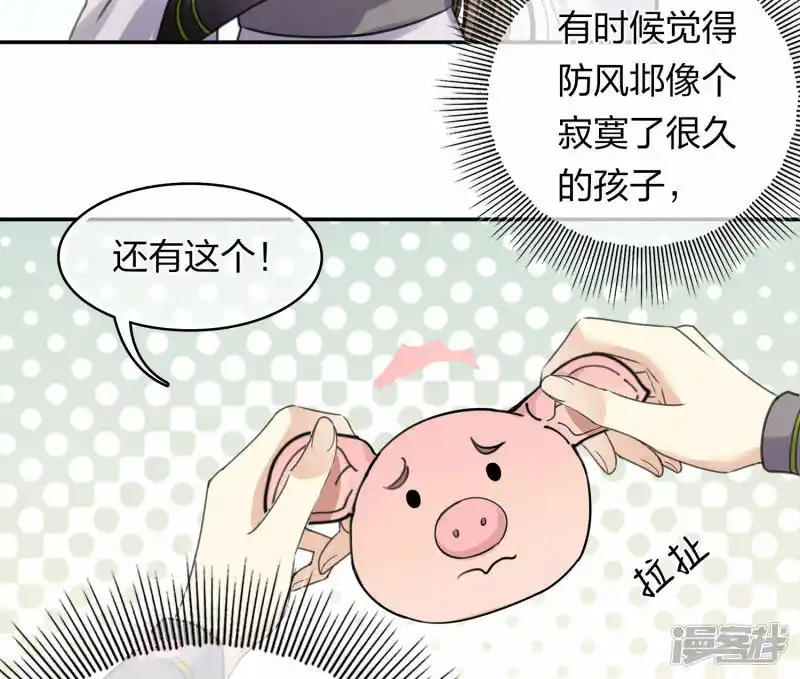 有时候觉得
防风邶像个
寂寞了很久
的孩子，
还有这个！
拉扯
漫客栈